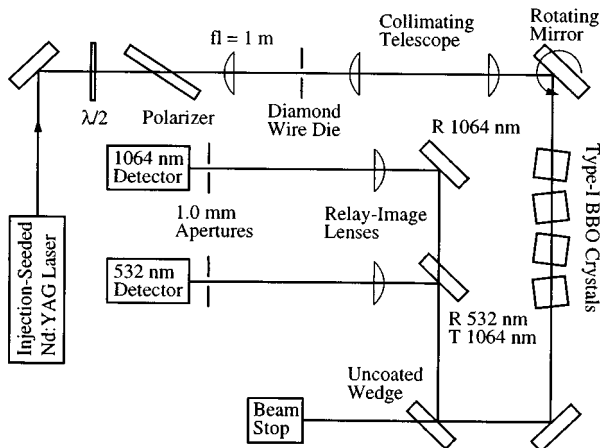 fl = 1 m
Collimating
Telescope
Rotating
Mirror
λ/2
Polarizer
Diamond
Wire Die
R 1064 nm
1064 nm
Detector
1.0 mm
Apertures
Relay-Image
Lenses
Type-I BBO Crystals
532 nm
Detector
Injection-Seeded
Nd:YAG Laser
R 532 nm
T 1064 nm
Uncoated
Wedge
Beam
Stop